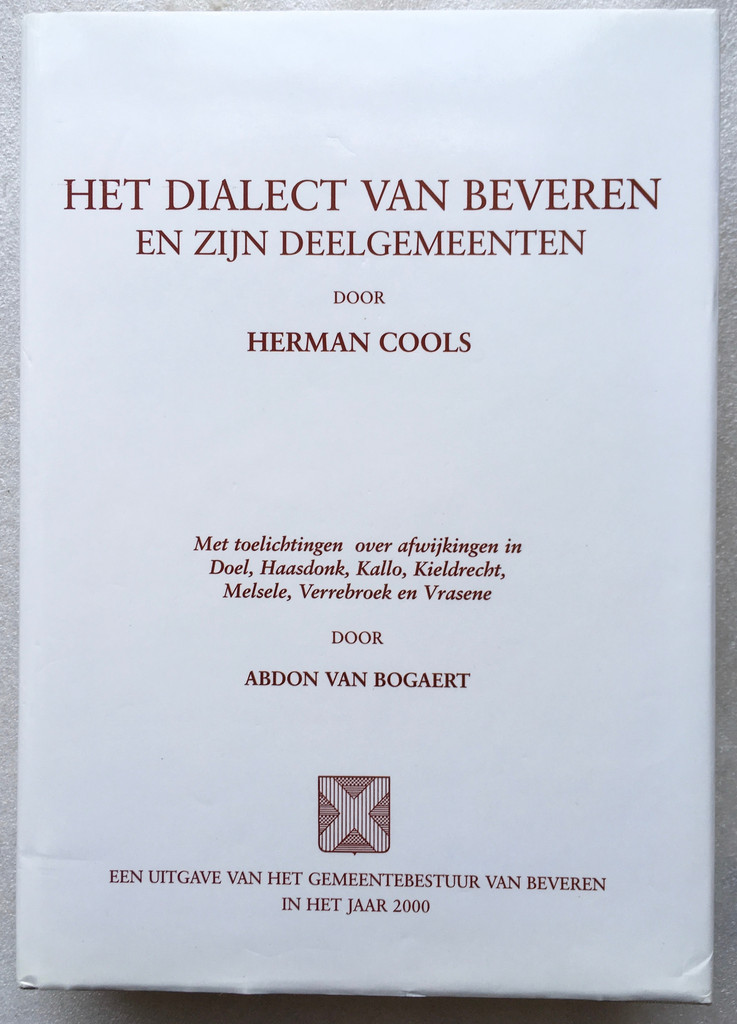 HET DIALECT VAN BEVEREN
EN ZIJN DEELGEMEENTEN
DOOR
HERMAN COOLS
Met toelichtingen over afwijkingen in
Doel, Haasdonk, Kallo, Kieldrecht,
Melsele, Verrebroek en Vrasene
DOOR
ABDON VAN BOGAERT
EEN UITGAVE VAN HET GEMEENTEBESTUUR VAN BEVEREN
IN HET JAAR 2000